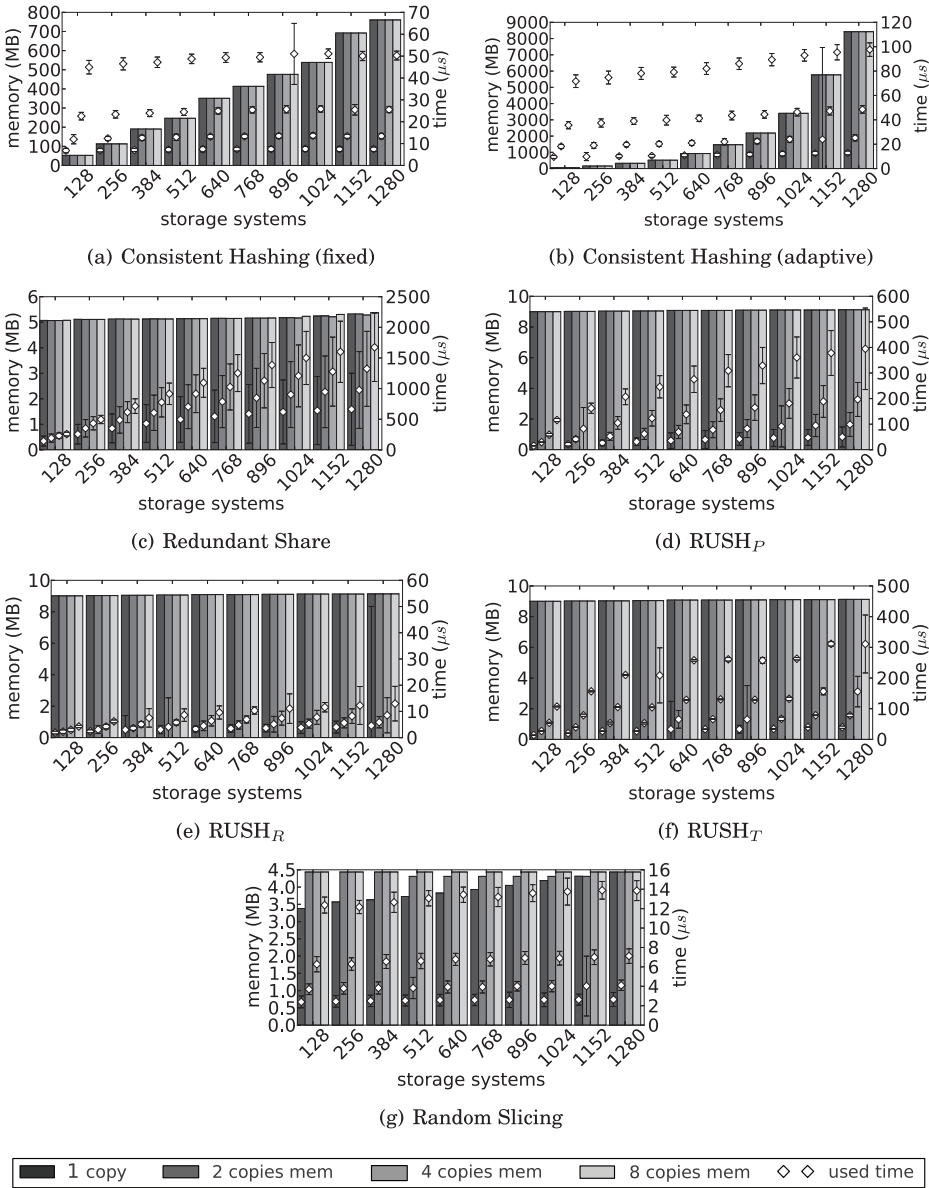 memory (MB)
800
700
600
500
400
300
200
100
0
70
60
50
40
30
20
10
0
time (μs)
128 256 384 512 640 768 896 1024 1152 1280
storage systems
(a) Consistent Hashing (fixed)
memory (MB)
9000
8000
7000
6000
5000
4000
3000
2000
1000
0
120
100
80
60
40
20
0
time (μs)
128 256 384 512 640 768 896 1024 1152 1280
storage systems
(b) Consistent Hashing (adaptive)
memory (MB)
6
5
4
3
2
1
0
2500
2000
1500
1000
500
0
time (μs)
128 256 384 512 640 768 896 1024 1152 1280
storage systems
(c) Redundant Share
memory (MB)
10
8
6
4
2
0
600
500
400
300
200
100
0
time (μs)
128 256 384 512 640 768 896 1024 1152 1280
storage systems
(d) RUSH_P
memory (MB)
10
8
6
4
2
0
60
50
40
30
20
10
0
time (μs)
128 256 384 512 640 768 896 1024 1152 1280
storage systems
(e) RUSH_R
memory (MB)
10
8
6
4
2
0
500
400
300
200
100
0
time (μs)
128 256 384 512 640 768 896 1024 1152 1280
storage systems
(f) RUSH_T
memory (MB)
4.5
4.0
3.5
3.0
2.5
2.0
1.5
1.0
0.5
0.0
16
14
12
10
8
6
4
2
0
time (μs)
128 256 384 512 640 768 896 1024 1152 1280
storage systems
(g) Random Slicing
1 copy 2 copies mem 4 copies mem 8 copies mem used time